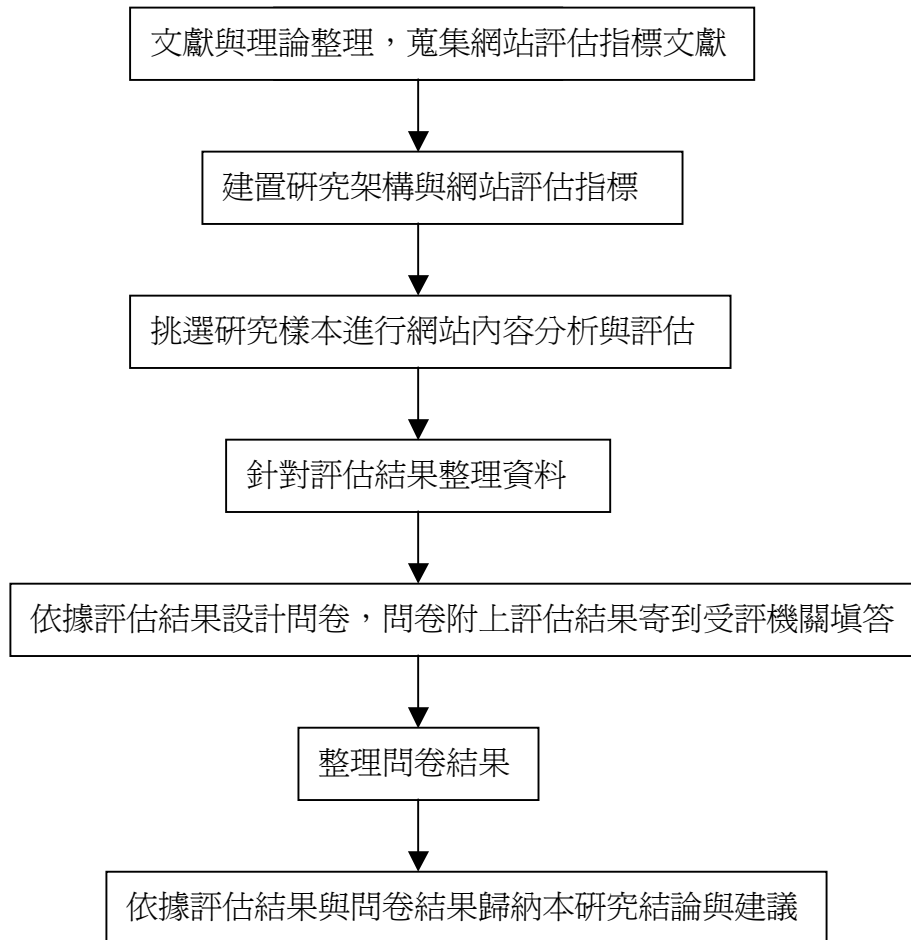 文獻與理論整理，蒐集網站評估指標文獻
建置研究架構與網站評估指標
挑選研究樣本進行網站內容分析與評估
針對評估結果整理資料
依據評估結果設計問卷，問卷附上評估結果寄到受評機關填答
整理問卷結果
依據評估結果與問卷結果歸納本研究結論與建議